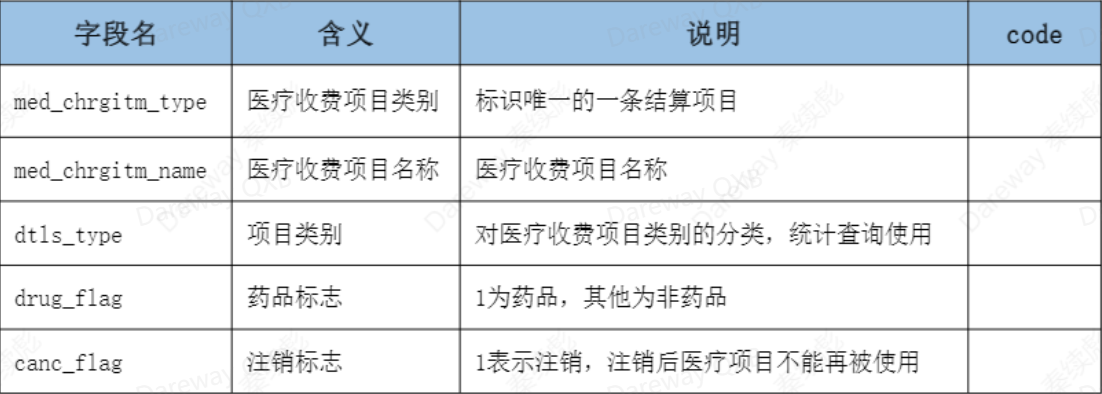 字段名 含义 说明 code
med_chrgitm_type 医疗收费项目类别 标识唯一的一条结算项目
med_chrgitm_name 医疗收费项目名称 医疗收费项目名称
dtls_type 项目类别 对医疗收费项目类别的分类，统计查询使用
drug_flag 药品标志 1为药品，其他为非药品
canc_flag 注销标志 1表示注销，注销后医疗项目不能再被使用
Dareway QXB
Dareway 秦续彪